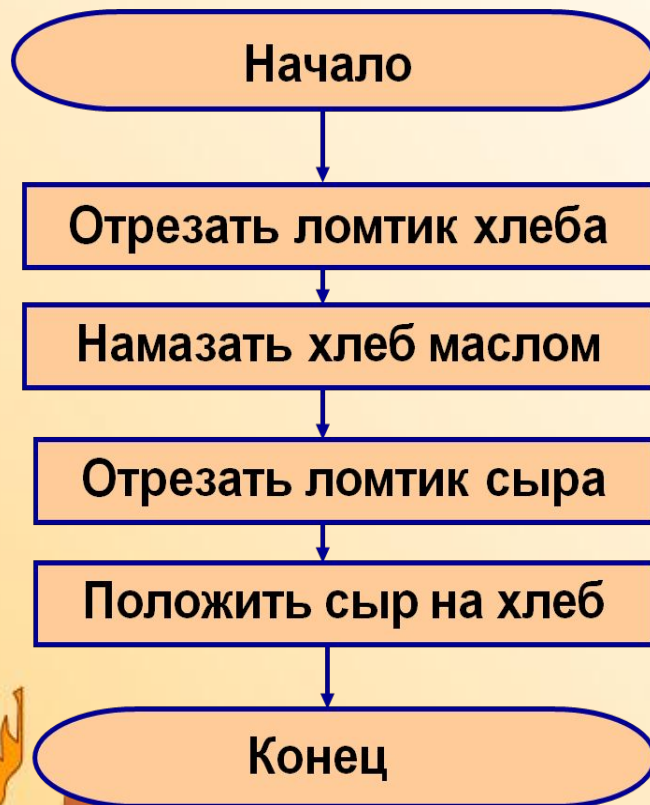 Начало
Отрезать ломтик хлеба
Намазать хлеб маслом
Отрезать ломтик сыра
Положить сыр на хлеб
Конец